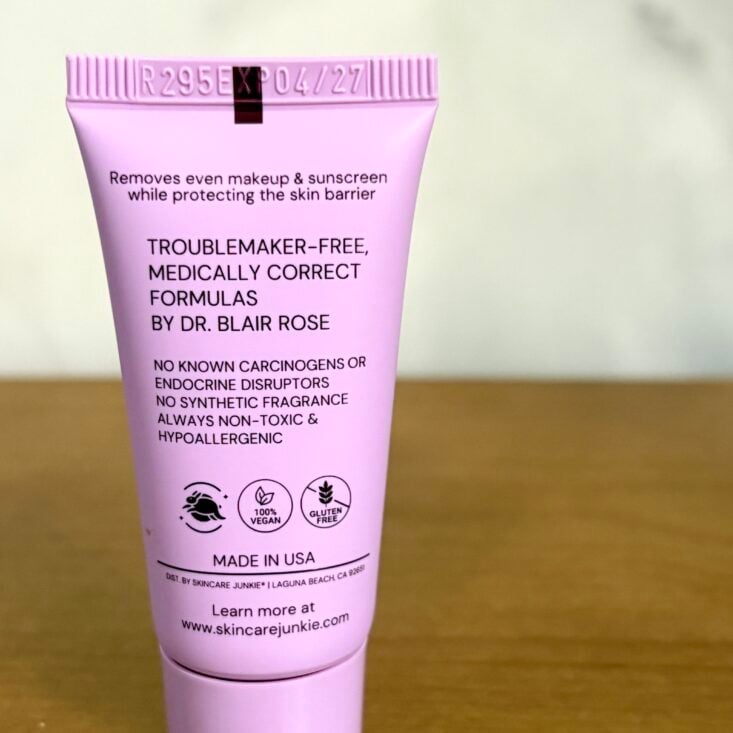 R295EXP04/27
Removes even makeup & sunscreen
while protecting the skin barrier
TROUBLEMAKER-FREE,
MEDICALLY CORRECT
FORMULAS
BY DR. BLAIR ROSE
NO KNOWN CARCINOGENS OR
ENDOCRINE DISRUPTORS
NO SYNTHETIC FRAGRANCE
ALWAYS NON-TOXIC &
HYPOALLERGENIC
100%
VEGAN
GLUTEN
FREE
MADE IN USA
DIST. BY SKINCARE JUNKIE® | LAGUNA BEACH, CA 92651
Learn more at
www.skincarejunkie.com